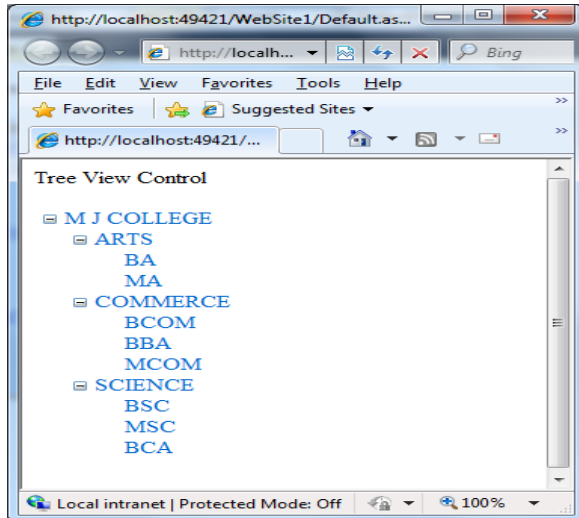 http://localhost:49421/WebSite1/Default.as...
http://localh... Bing
File Edit View Favorites Tools Help
Favorites Suggested Sites
http://localhost:49421/...
Tree View Control
M J COLLEGE
ARTS
BA
MA
COMMERCE
BCOM
BBA
MCOM
SCIENCE
BSC
MSC
BCA
Local intranet | Protected Mode: Off 100%